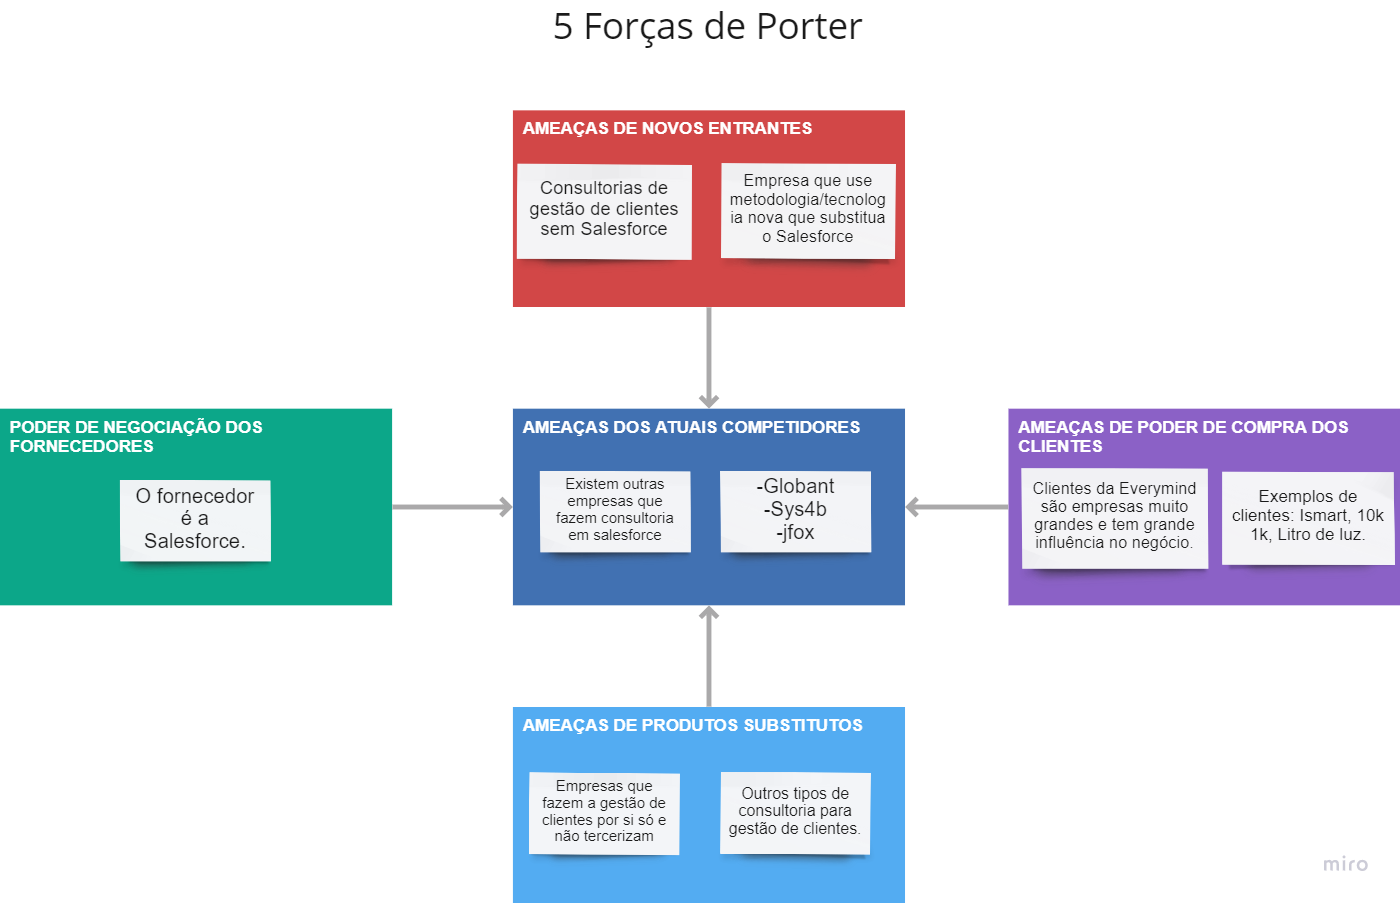 5 Forças de Porter
AMEAÇAS DE NOVOS ENTRANTES
Consultorias de
gestão de clientes
sem Salesforce
Empresa que use
metodologia/tecnolog
ia nova que substitua
o Salesforce
PODER DE NEGOCIAÇÃO DOS
FORNECEDORES
O fornecedor
é a
Salesforce.
AMEAÇAS DOS ATUAIS COMPETIDORES
Existem outras
empresas que
fazem consultoria
em salesforce
-Globant
-Sys4b
-jfox
AMEAÇAS DE PODER DE COMPRA DOS
CLIENTES
Clientes da Everymind
são empresas muito
grandes e tem grande
influência no negócio.
Exemplos de
clientes: Ismart, 10k
1k, Litro de luz.
AMEAÇAS DE PRODUTOS SUBSTITUTOS
Empresas que
fazem a gestão de
clientes por si só e
não tercerizam
Outros tipos de
consultoria para
gestão de clientes.
miro